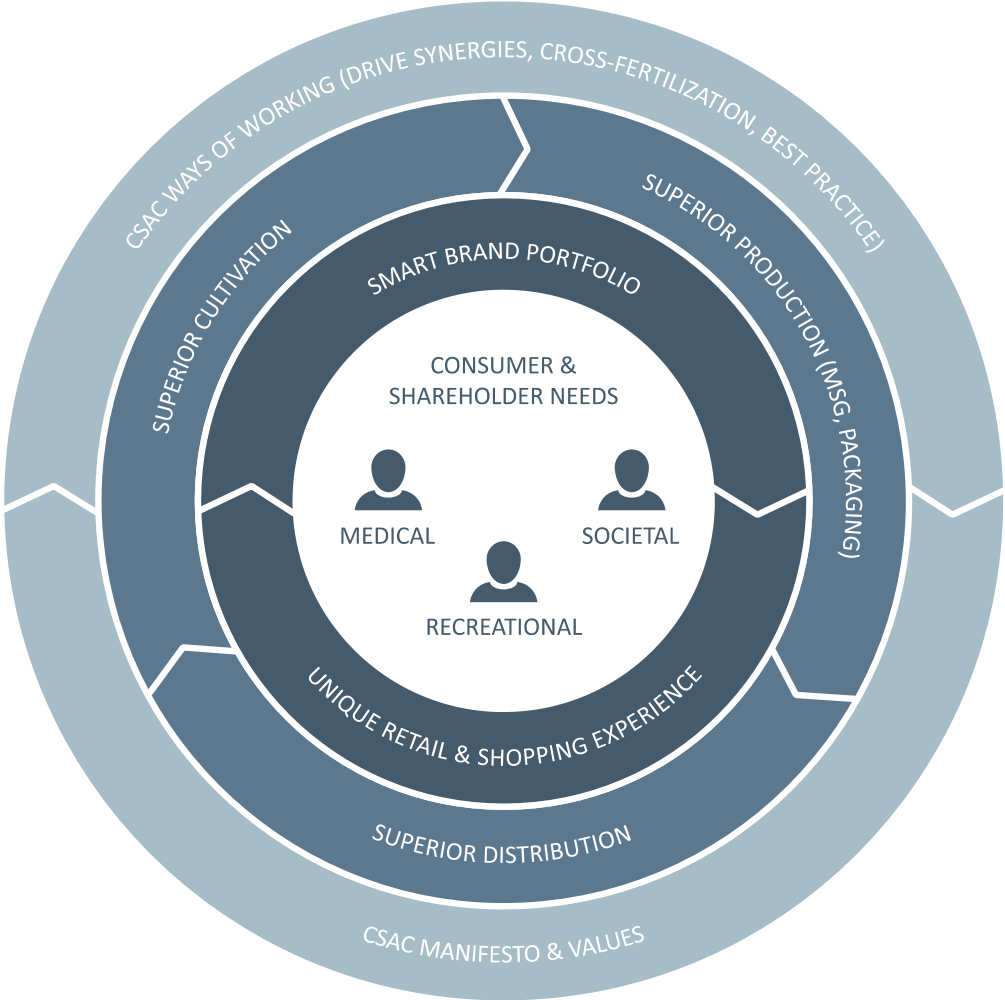 CSAC WAYS OF WORKING (DRIVE SYNERGIES, CROSS-FERTILIZATION, BEST PRACTICE)
SUPERIOR CULTIVATION
SUPERIOR PRODUCTION (MSG, PACKAGING)
SMART BRAND PORTFOLIO
CONSUMER &
SHAREHOLDER NEEDS
MEDICAL
SOCIETAL
RECREATIONAL
UNIQUE RETAIL & SHOPPING EXPERIENCE
SUPERIOR DISTRIBUTION
CSAC MANIFESTO & VALUES